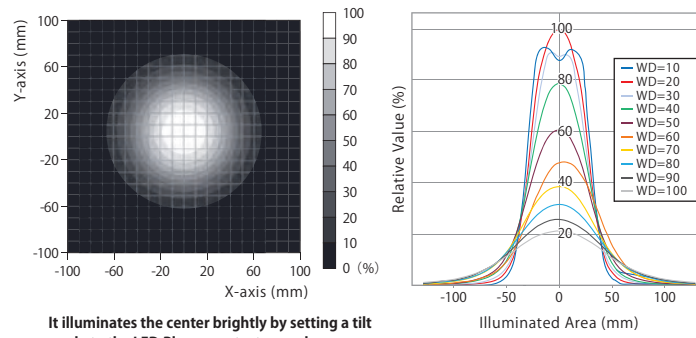 Y-axis (mm)
100
60
20
-20
-60
100
-100 -60 -20 20 60 100
X-axis (mm)
100
90
80
70
60
50
40
30
20
10
0 (%)
It illuminates the center brightly by setting a tilt
Relative Value (%)
100
80
60
40
20
-100 -50 0 50 100
Illuminated Area (mm)
WD=10
WD=20
WD=30
WD=40
WD=50
WD=60
WD=70
WD=80
WD=90
WD=100